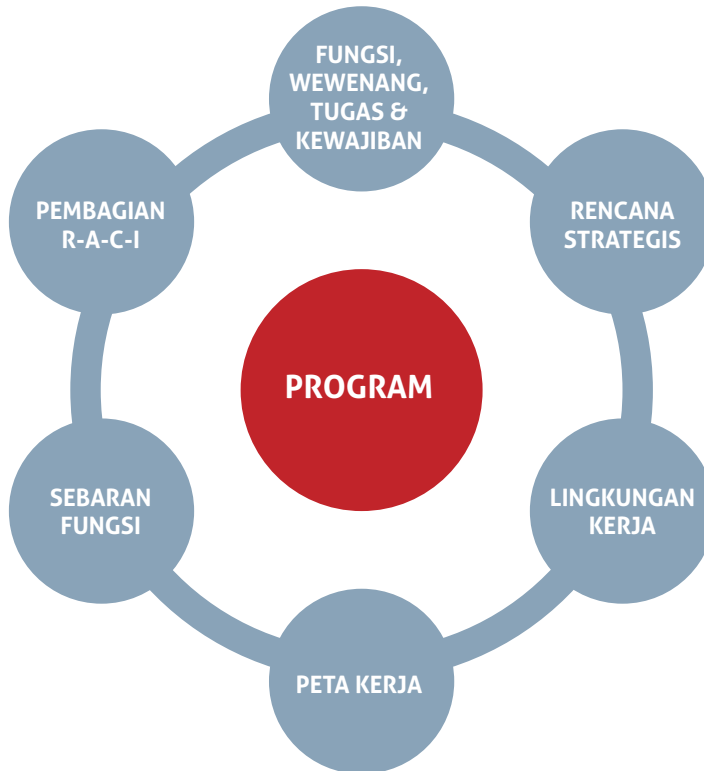 FUNGSI,
WEWENANG,
TUGAS &
KEWAJIBAN
RENCANA
STRATEGIS
LINGKUNGAN
KERJA
PETA KERJA
SEBARAN
FUNGSI
PEMBAGIAN
R-A-C-I
PROGRAM